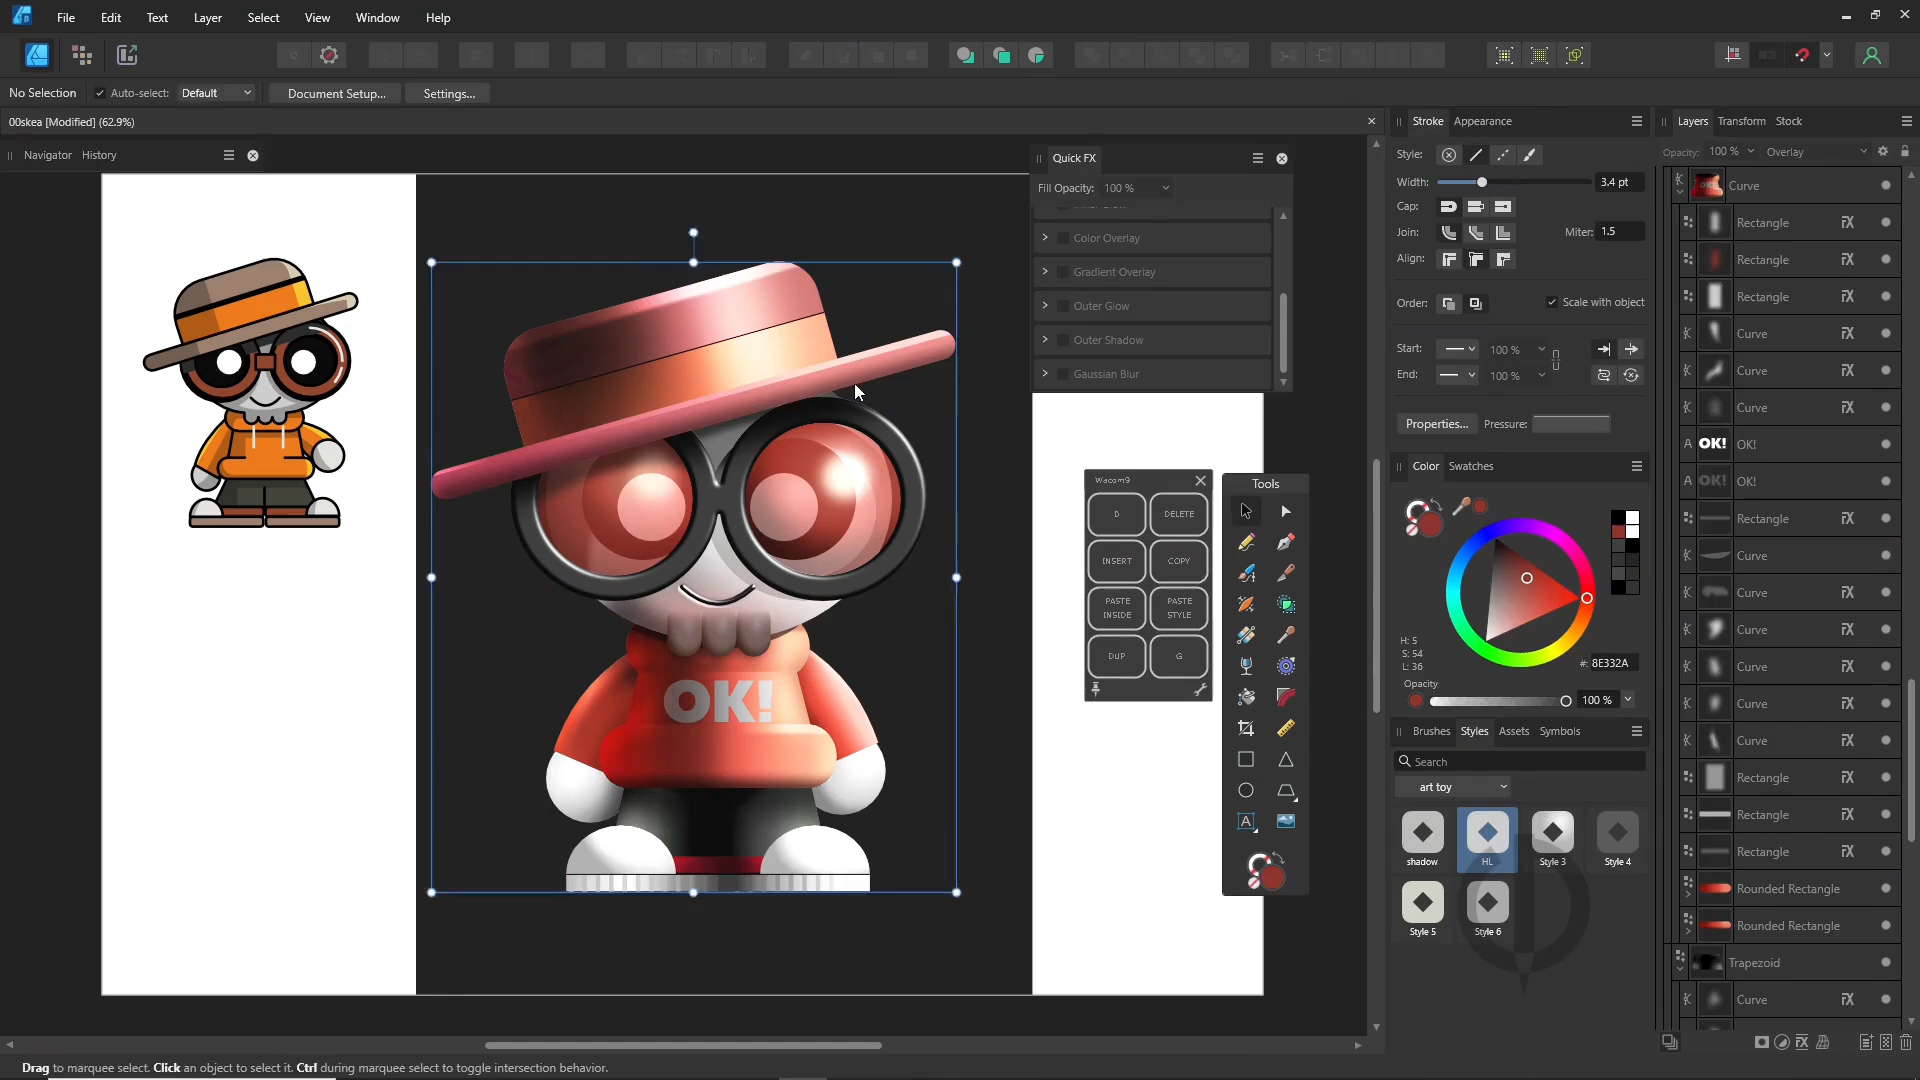 File Edit Text Layer Select View Window Help
No Selection Auto-select: Default Document Setup... Settings...
00skea [Modified] (62.9%)
Navigator History
Quick FX
Fill Opacity: 100 %
Color Overlay
Gradient Overlay
Outer Glow
Outer Shadow
Gaussian Blur
OK!
Wacom9
D DELETE
INSERT COPY
PASTE INSIDE PASTE STYLE
DUP G
Tools
Stroke Appearance
Style:
Width: 3.4 pt
Cap:
Join: Miter: 1.5
Align:
Order: Scale with object
Start: 100 %
End: 100 %
Properties... Pressure:
Color Swatches
H: 5
S: 54
L: 36
#: 8E332A
Opacity
100 %
Brushes Styles Assets Symbols
Search
art toy
shadow HL Style 3 Style 4
Style 5 Style 6
Layers Transform Stock
Opacity: 100 % Overlay
Curve
Rectangle
Rectangle
Rectangle
Curve
Curve
Curve
A OK! OK!
A OK! OK!
Rectangle
Curve
Curve
Curve
Curve
Curve
Curve
Rectangle
Rectangle
Rectangle
Rounded Rectangle
Rounded Rectangle
Trapezoid
Curve
Drag to marquee select. Click an object to select it. Ctrl during marquee select to toggle intersection behavior.